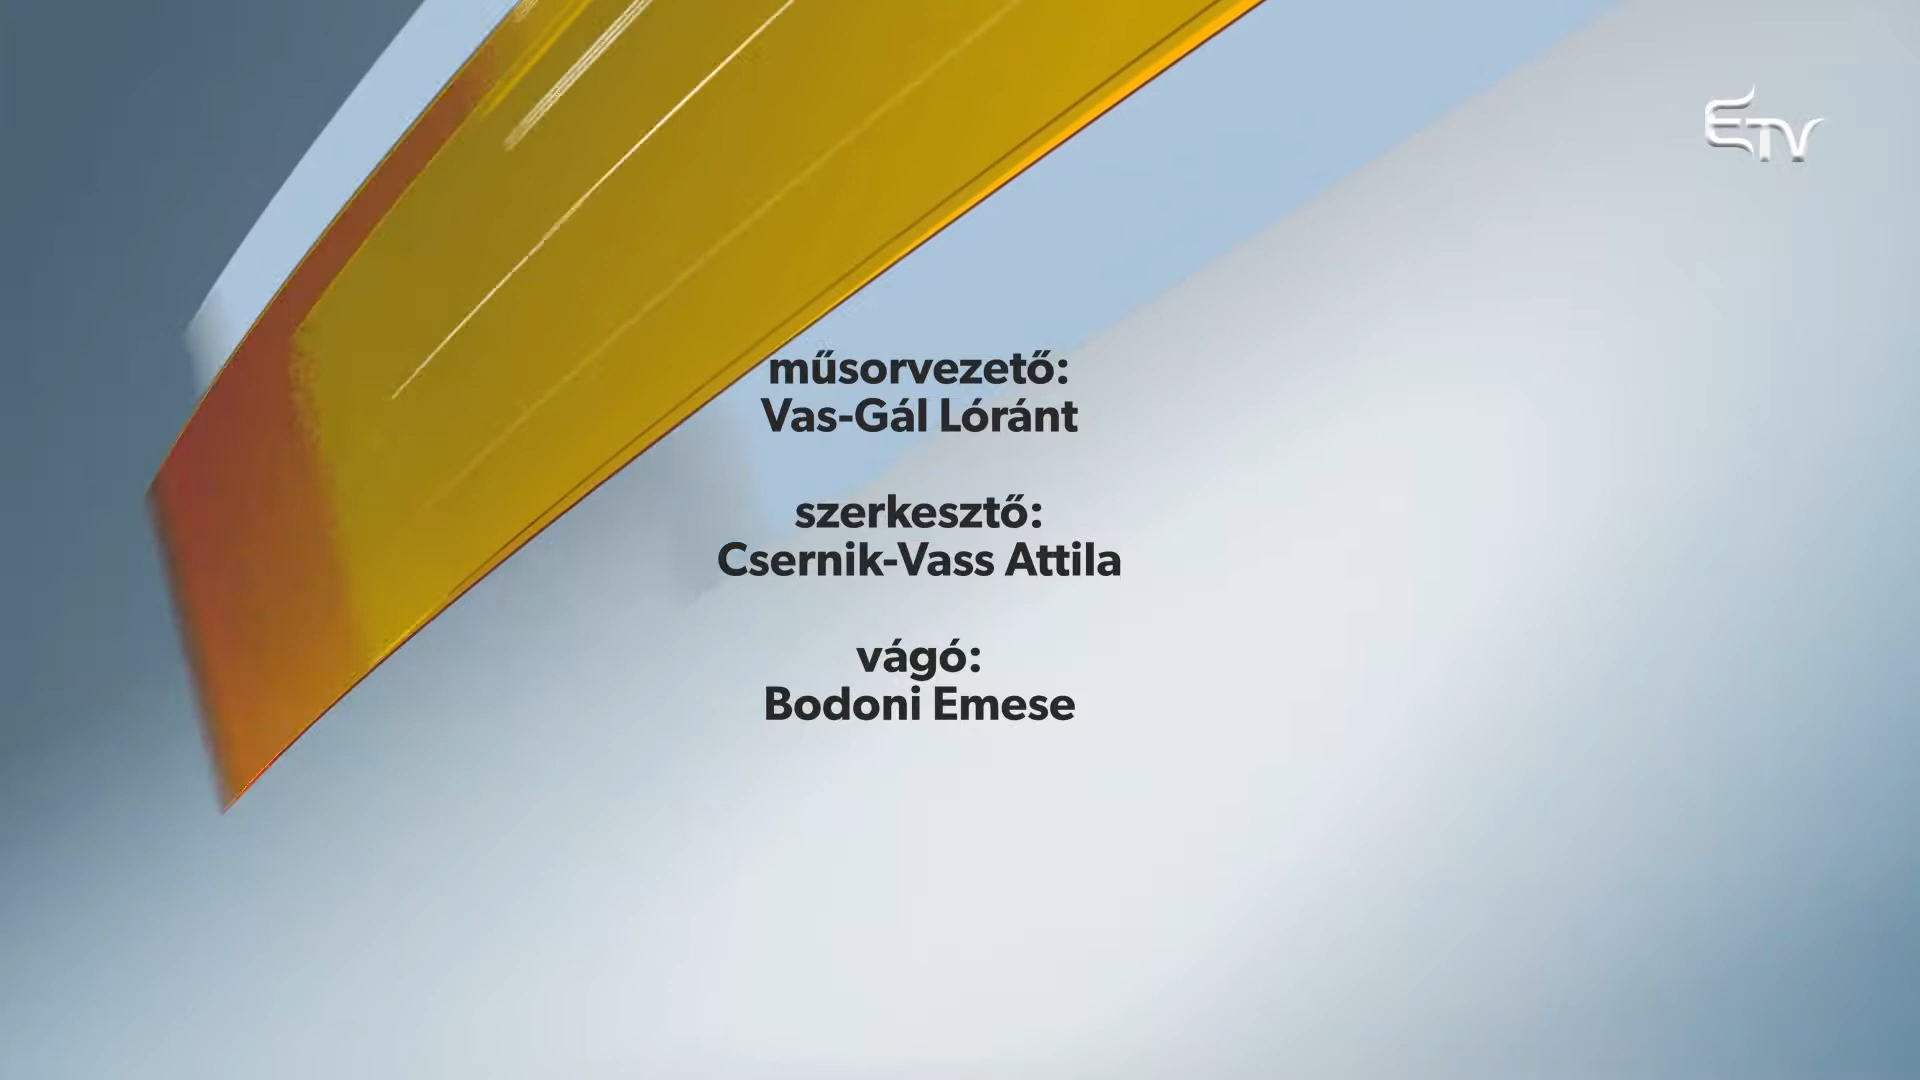 ETV
műsorvezető:
Vas-Gál Lóránt
szerkesztő:
Csernik-Vass Attila
vágó:
Bodoni Emese